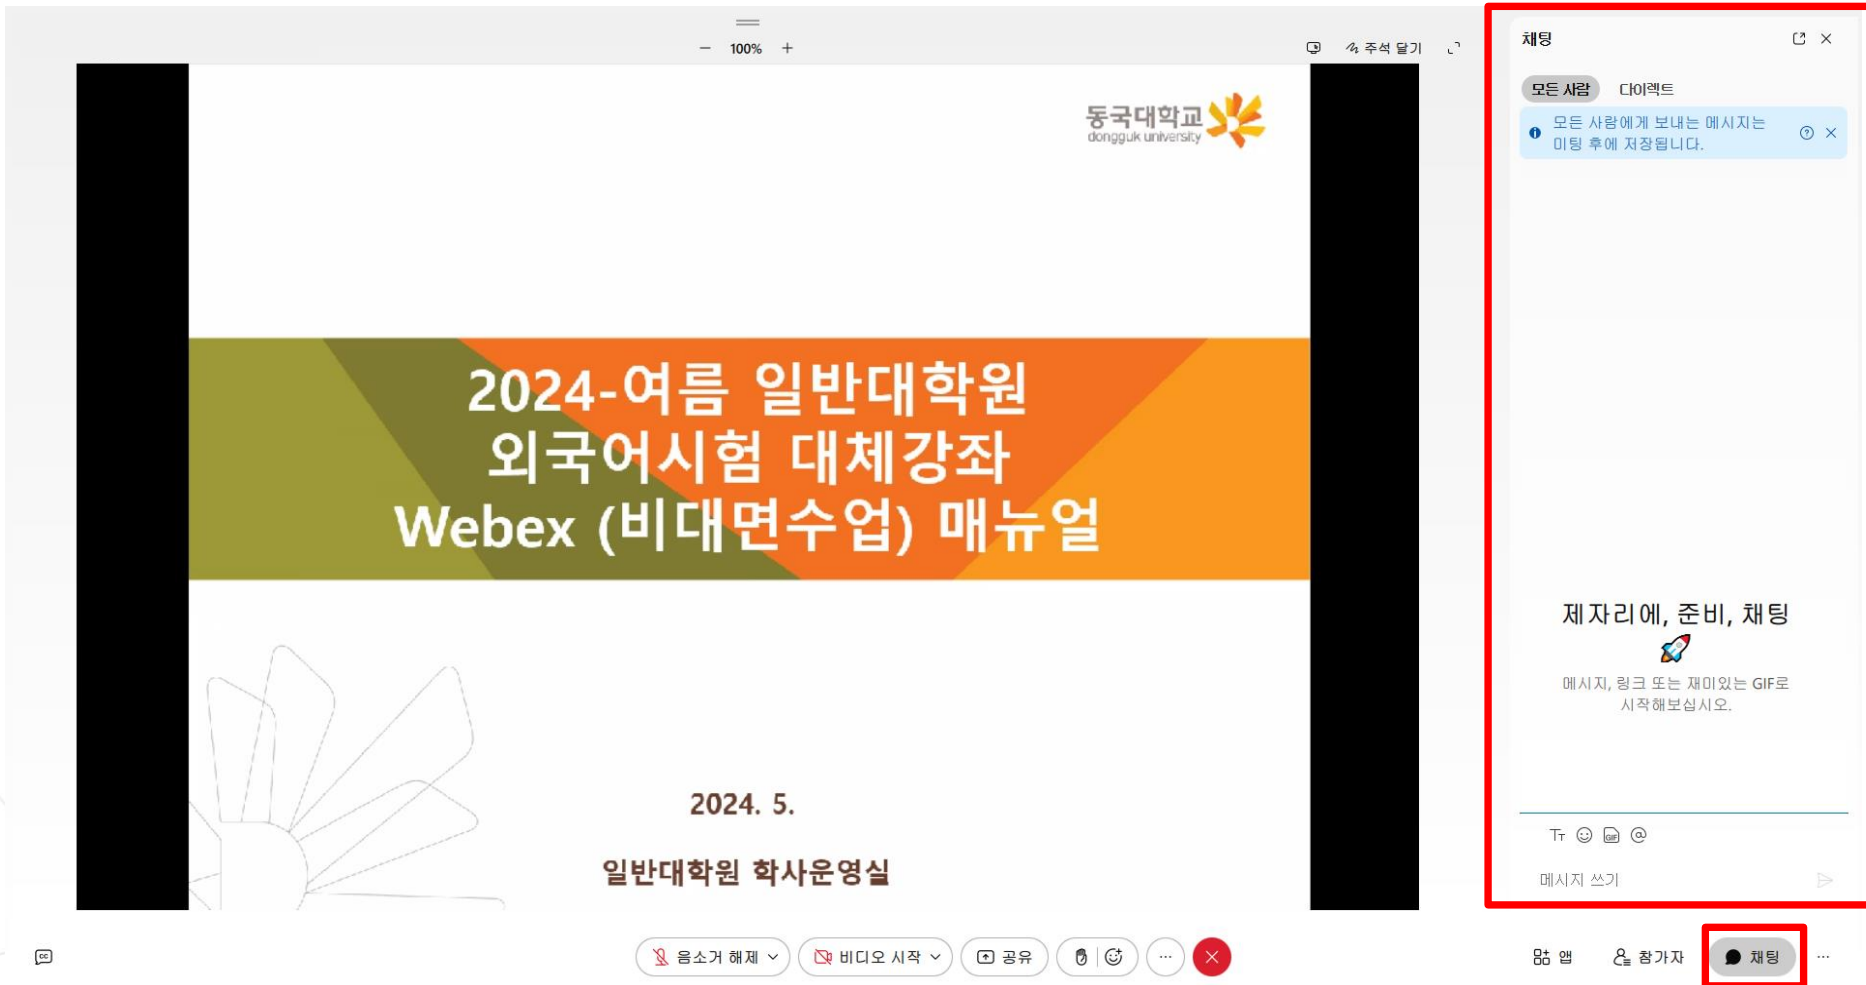 100%
주석 달기
채팅
모든 사람 다이렉트
모든 사람에게 보내는 메시지는
미팅 후에 저장됩니다.
동국대학교
dongguk university
2024-여름 일반대학원
외국어시험 대체강좌
Webex (비대면수업) 매뉴얼
2024. 5.
일반대학원 학사운영실
제자리에, 준비, 채팅
메시지, 링크 또는 재미있는 GIF로
시작해보십시오.
GIF
메시지 쓰기
CC
음소거 해제
비디오 시작
공유
앱
참가자
채팅